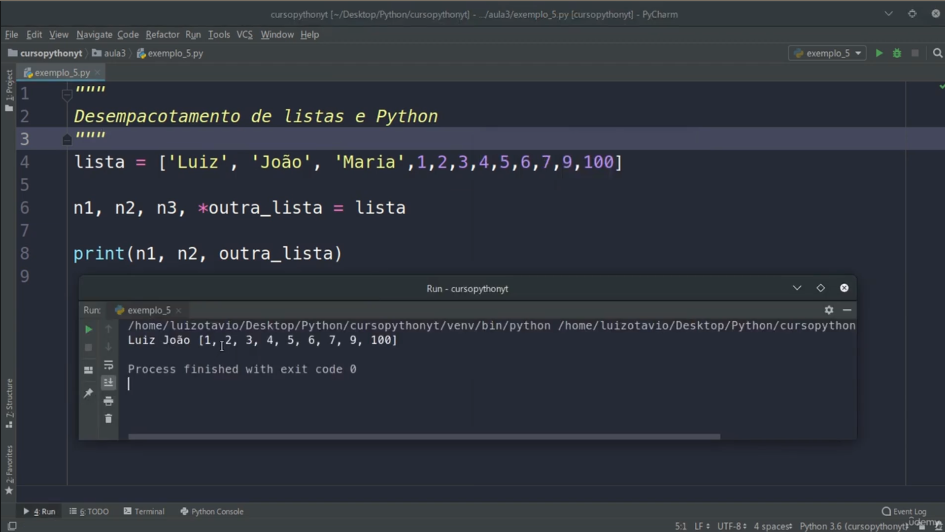 cursopythonyt [~/Desktop/Python/cursopythonyt] - .../aula3/exemplo_5.py [cursopythonyt] - PyCharm
File Edit View Navigate Code Refactor Run Tools VCS Window Help
cursopythonyt aula3 exemplo_5.py exemplo_5
1: Project
exemplo_5.py
1 """
2 Desempacotamento de listas e Python
3 """
4 lista = ['Luiz', 'João', 'Maria',1,2,3,4,5,6,7,9,100]
5
6 n1, n2, n3, *outra_lista = lista
7
8 print(n1, n2, outra_lista)
9
Run - cursopythonyt
Run: exemplo_5
/home/luizotavio/Desktop/Python/cursopythonyt/venv/bin/python /home/luizotavio/Desktop/Python/cursopython
Luiz João [1, 2, 3, 4, 5, 6, 7, 9, 100]
Process finished with exit code 0
7: Structure
2: Favorites
4: Run 6: TODO Terminal Python Console Event Log
5:1 LF UTF-8 4 spaces Python 3.6 (cursopythonyt)
Udemy